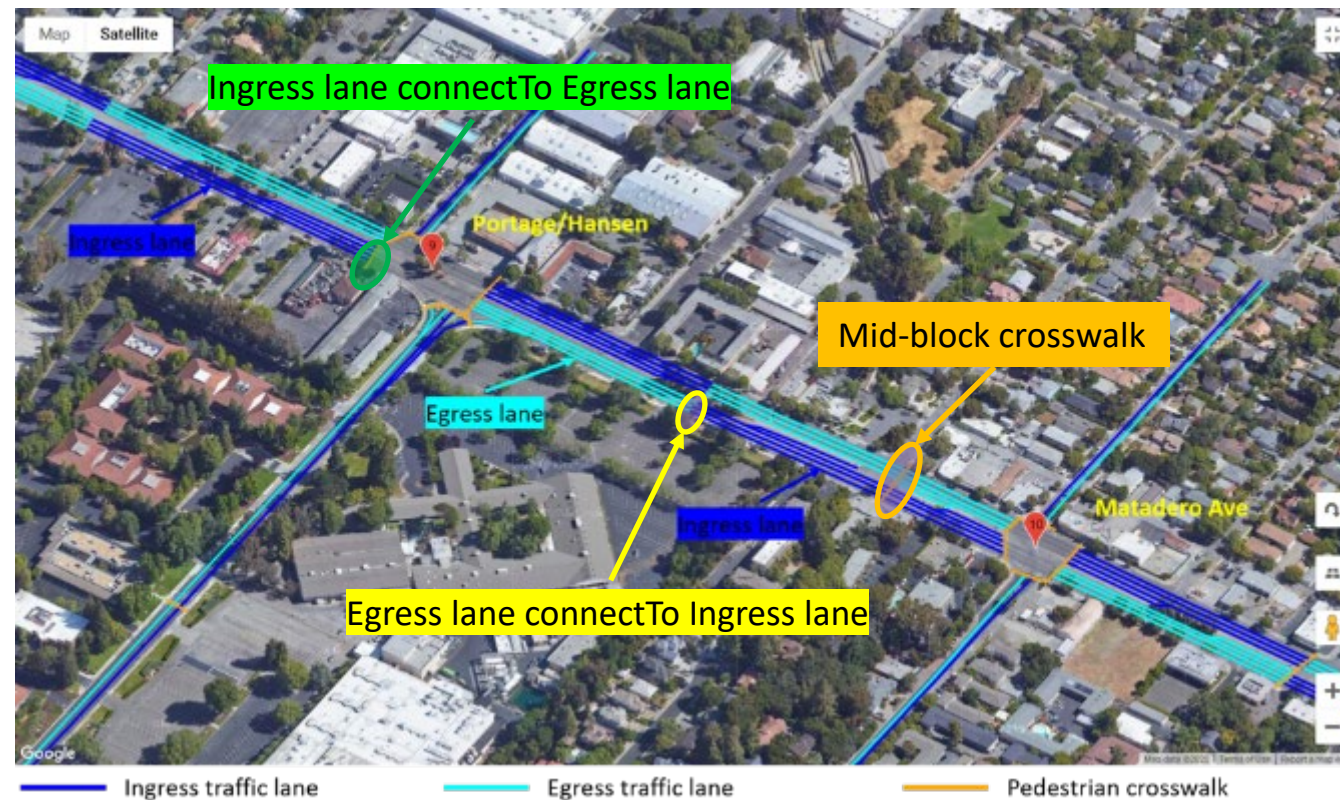 Map Satellite
Ingress lane connectTo Egress lane
Portage/Hansen
Ingress lane
9
Mid-block crosswalk
Egress lane
Matadero Ave
Ingress lane
10
Egress lane connectTo Ingress lane
Google
Ingress traffic lane Egress traffic lane Pedestrian crosswalk